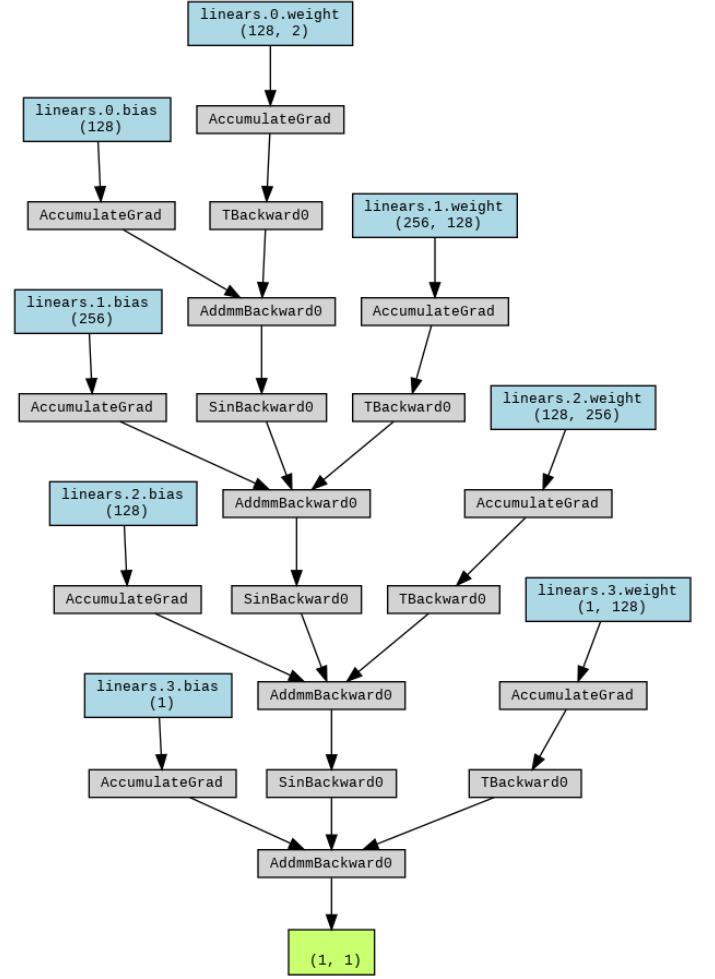 linears.0.weight
(128, 2)
linears.0.bias
(128)
AccumulateGrad
AccumulateGrad
TBackward0
linears.1.weight
(256, 128)
linears.1.bias
(256)
AddmmBackward0
AccumulateGrad
AccumulateGrad
SinBackward0
TBackward0
linears.2.weight
(128, 256)
linears.2.bias
(128)
AddmmBackward0
AccumulateGrad
AccumulateGrad
SinBackward0
TBackward0
linears.3.weight
(1, 128)
linears.3.bias
(1)
AddmmBackward0
AccumulateGrad
AccumulateGrad
SinBackward0
TBackward0
AddmmBackward0
(1, 1)